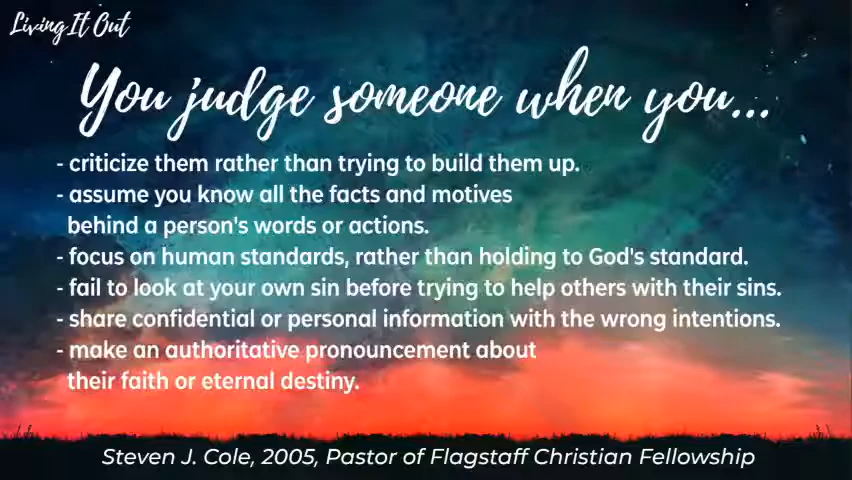 Living It Out
You judge someone when you...
- criticize them rather than trying to build them up.
- assume you know all the facts and motives
behind a person's words or actions.
- focus on human standards, rather than holding to God's standard.
- fail to look at your own sin before trying to help others with their sins.
- share confidential or personal information with the wrong intentions.
- make an authoritative pronouncement about
their faith or eternal destiny.
Steven J. Cole, 2005, Pastor of Flagstaff Christian Fellowship